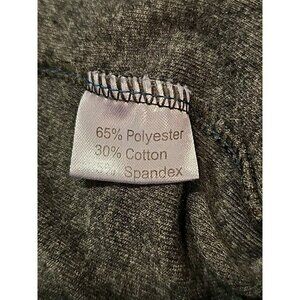 65% Polyester
30% Cotton
Spandex